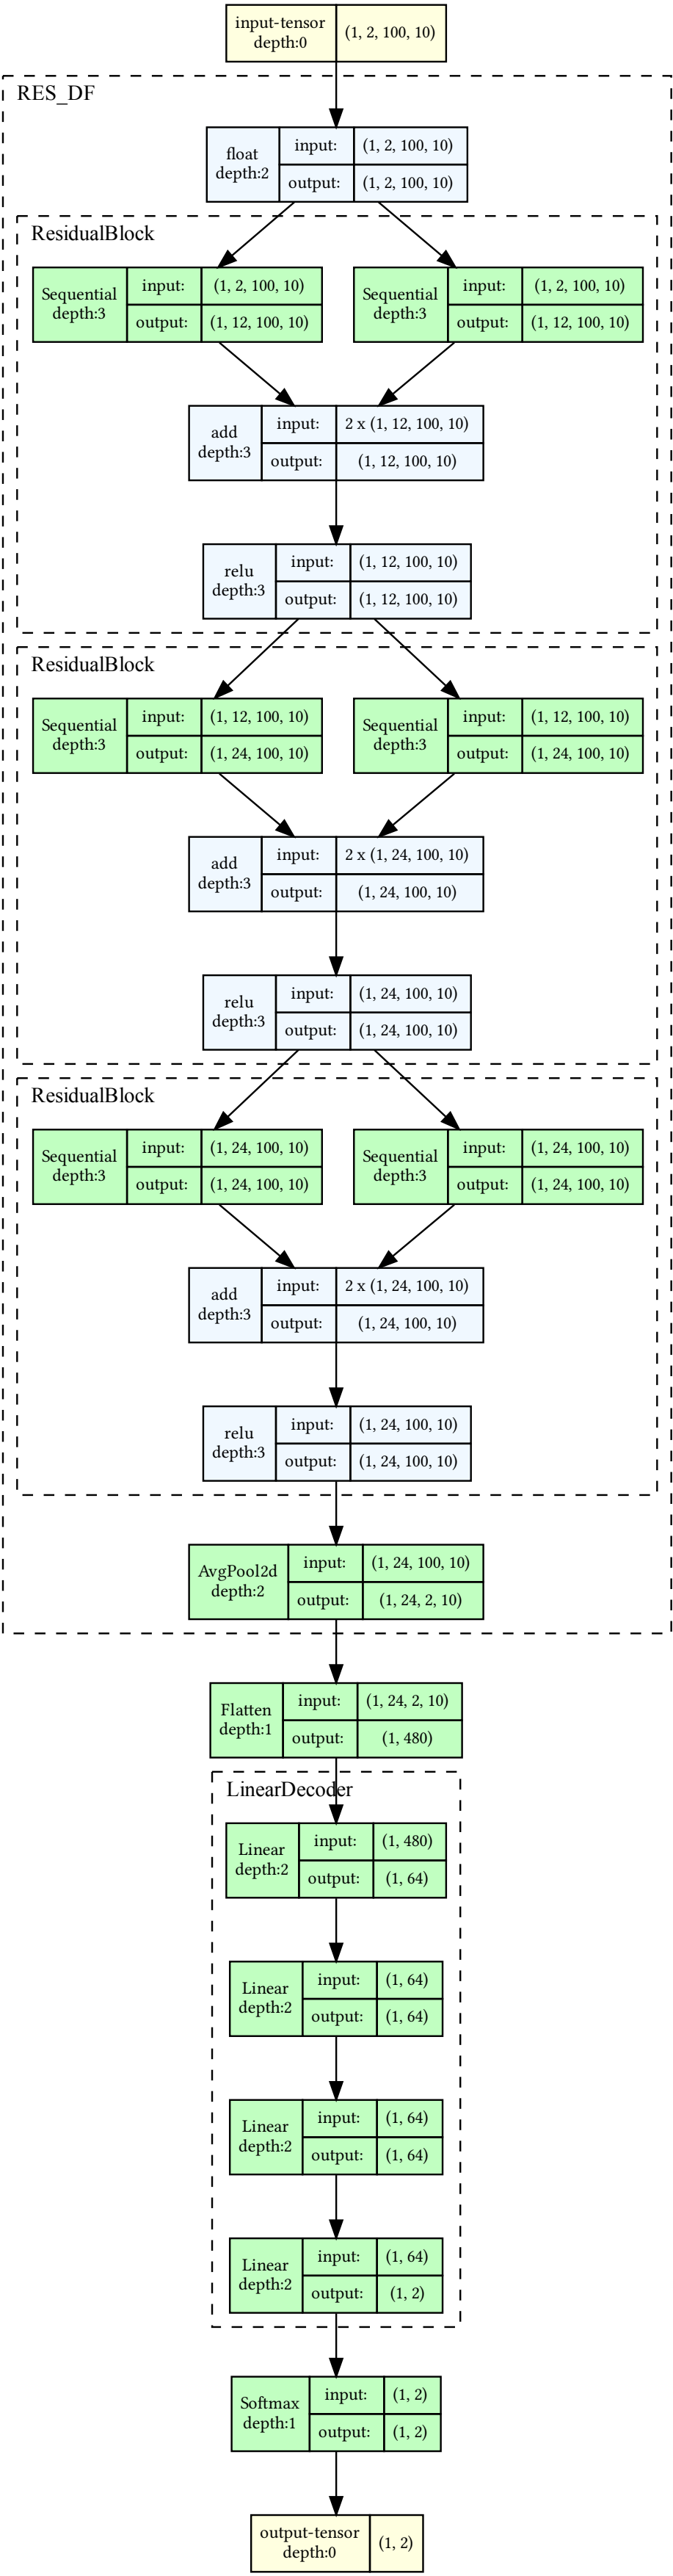 input-tensor
depth:0
(1, 2, 100, 10)
RES_DF
float
depth:2
input:
(1, 2, 100, 10)
output:
(1, 2, 100, 10)
ResidualBlock
Sequential
depth:3
input:
(1, 2, 100, 10)
output:
(1, 12, 100, 10)
Sequential
depth:3
input:
(1, 2, 100, 10)
output:
(1, 12, 100, 10)
add
depth:3
input:
2 x (1, 12, 100, 10)
output:
(1, 12, 100, 10)
relu
depth:3
input:
(1, 12, 100, 10)
output:
(1, 12, 100, 10)
ResidualBlock
Sequential
depth:3
input:
(1, 12, 100, 10)
output:
(1, 24, 100, 10)
Sequential
depth:3
input:
(1, 12, 100, 10)
output:
(1, 24, 100, 10)
add
depth:3
input:
2 x (1, 24, 100, 10)
output:
(1, 24, 100, 10)
relu
depth:3
input:
(1, 24, 100, 10)
output:
(1, 24, 100, 10)
ResidualBlock
Sequential
depth:3
input:
(1, 24, 100, 10)
output:
(1, 24, 100, 10)
Sequential
depth:3
input:
(1, 24, 100, 10)
output:
(1, 24, 100, 10)
add
depth:3
input:
2 x (1, 24, 100, 10)
output:
(1, 24, 100, 10)
relu
depth:3
input:
(1, 24, 100, 10)
output:
(1, 24, 100, 10)
AvgPool2d
depth:2
input:
(1, 24, 100, 10)
output:
(1, 24, 2, 10)
Flatten
depth:1
input:
(1, 24, 2, 10)
output:
(1, 480)
LinearDecoder
Linear
depth:2
input:
(1, 480)
output:
(1, 64)
Linear
depth:2
input:
(1, 64)
output:
(1, 64)
Linear
depth:2
input:
(1, 64)
output:
(1, 64)
Linear
depth:2
input:
(1, 64)
output:
(1, 2)
Softmax
depth:1
input:
(1, 2)
output:
(1, 2)
output-tensor
depth:0
(1, 2)